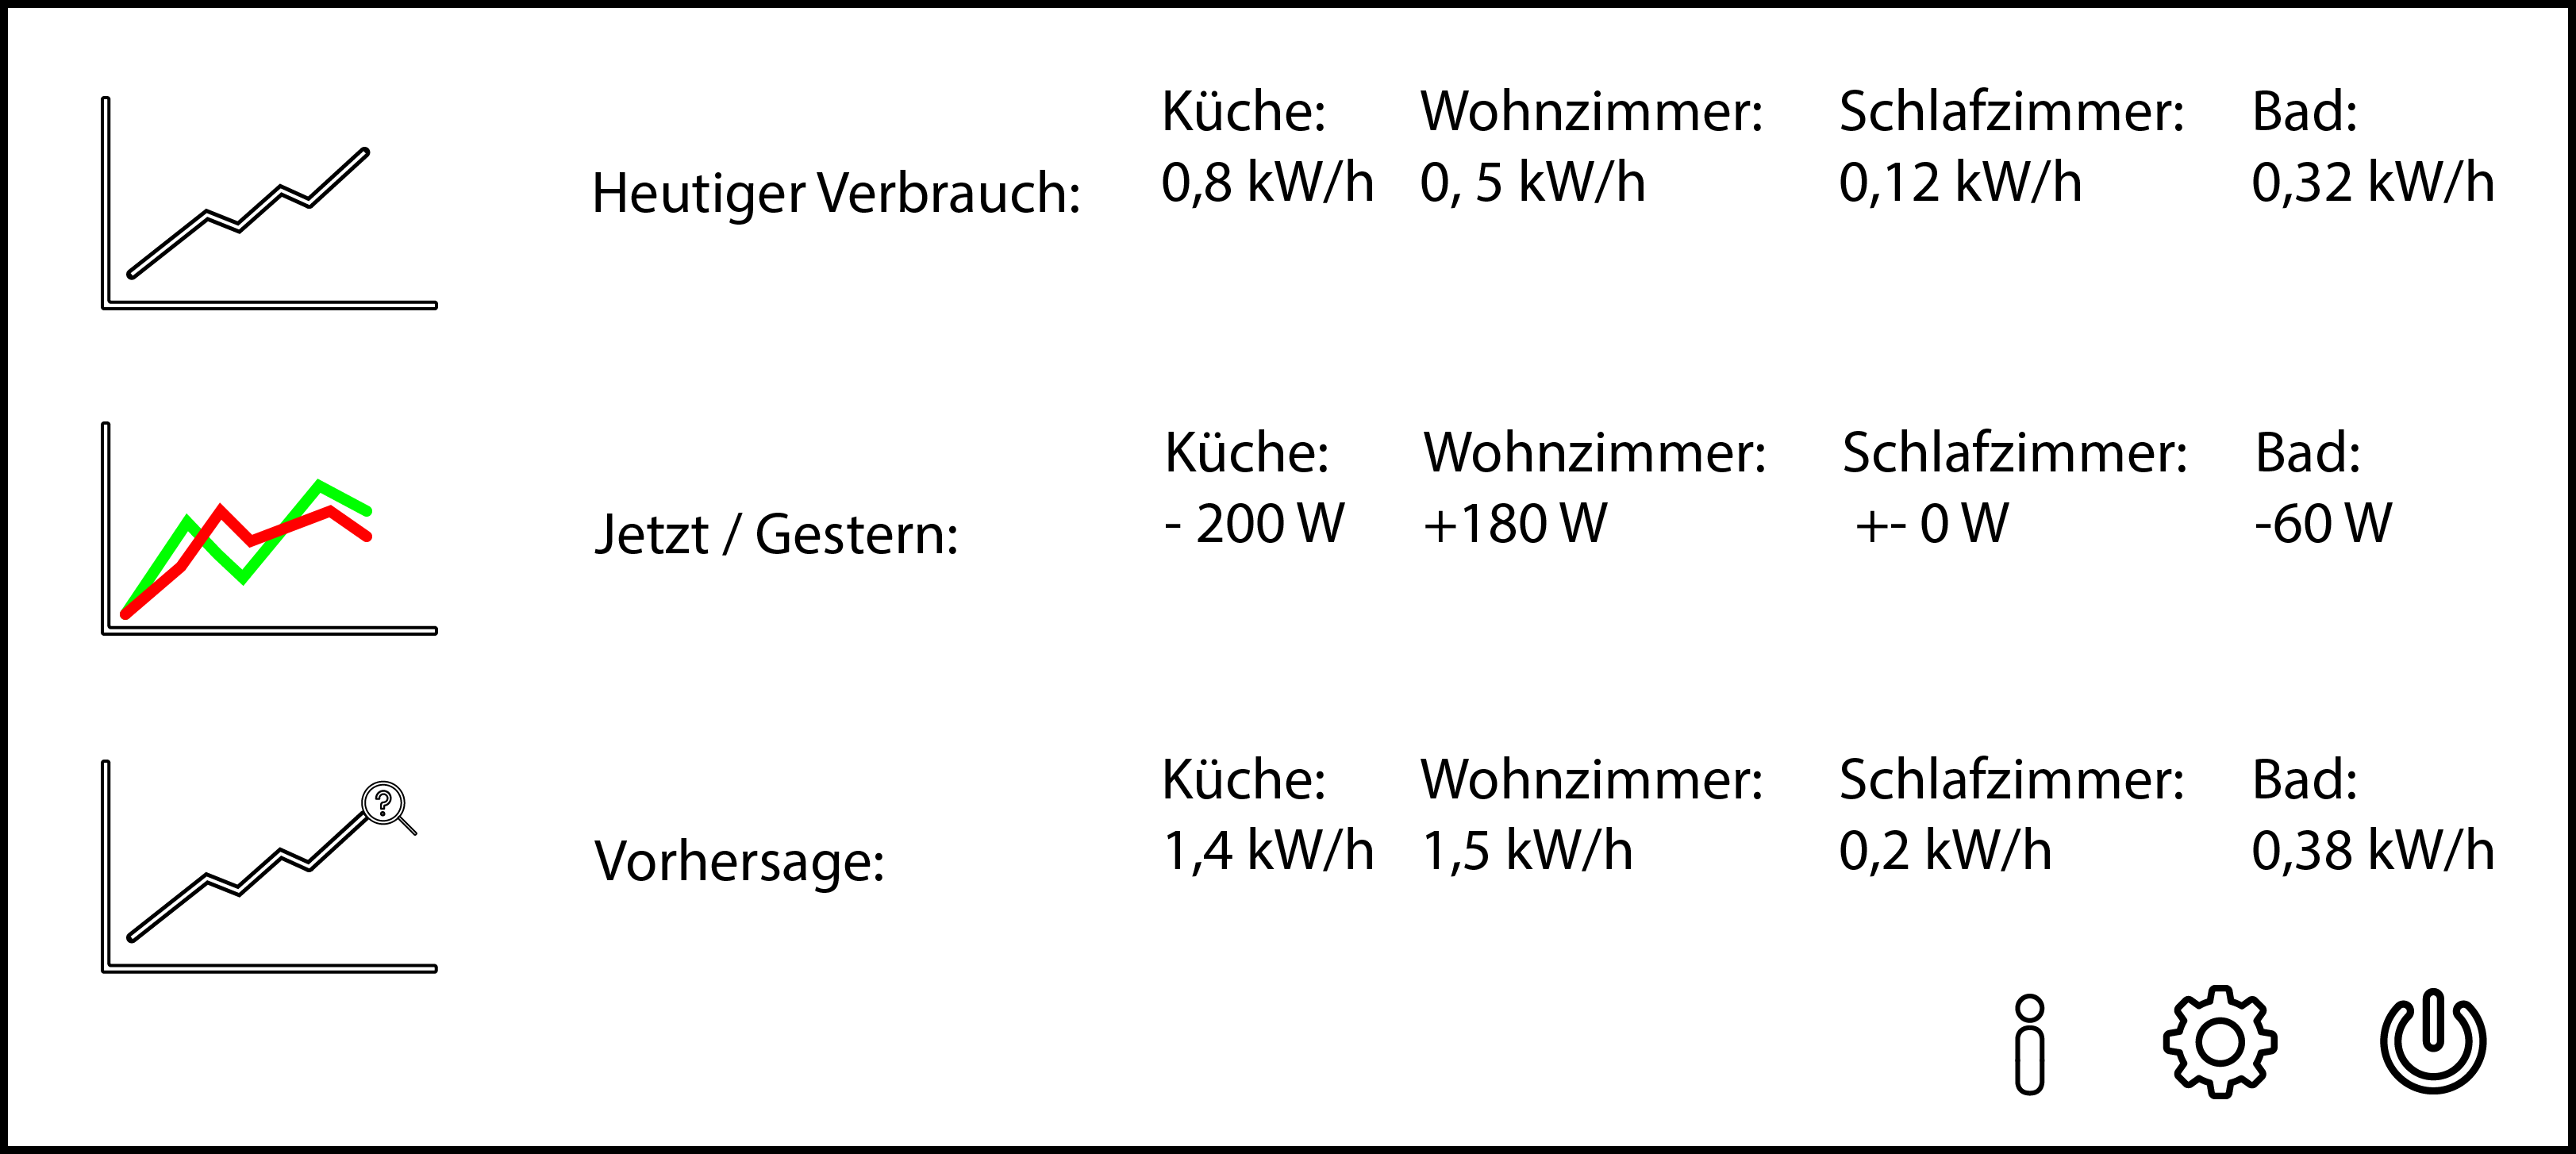 Küche: Wohnzimmer: Schlafzimmer: Bad:
Heutiger Verbrauch: 0,8 kW/h 0, 5 kW/h 0,12 kW/h 0,32 kW/h
Küche: Wohnzimmer: Schlafzimmer: Bad:
Jetzt / Gestern: - 200 W +180 W +- 0 W -60 W
?
Küche: Wohnzimmer: Schlafzimmer: Bad:
Vorhersage: 1,4 kW/h 1,5 kW/h 0,2 kW/h 0,38 kW/h